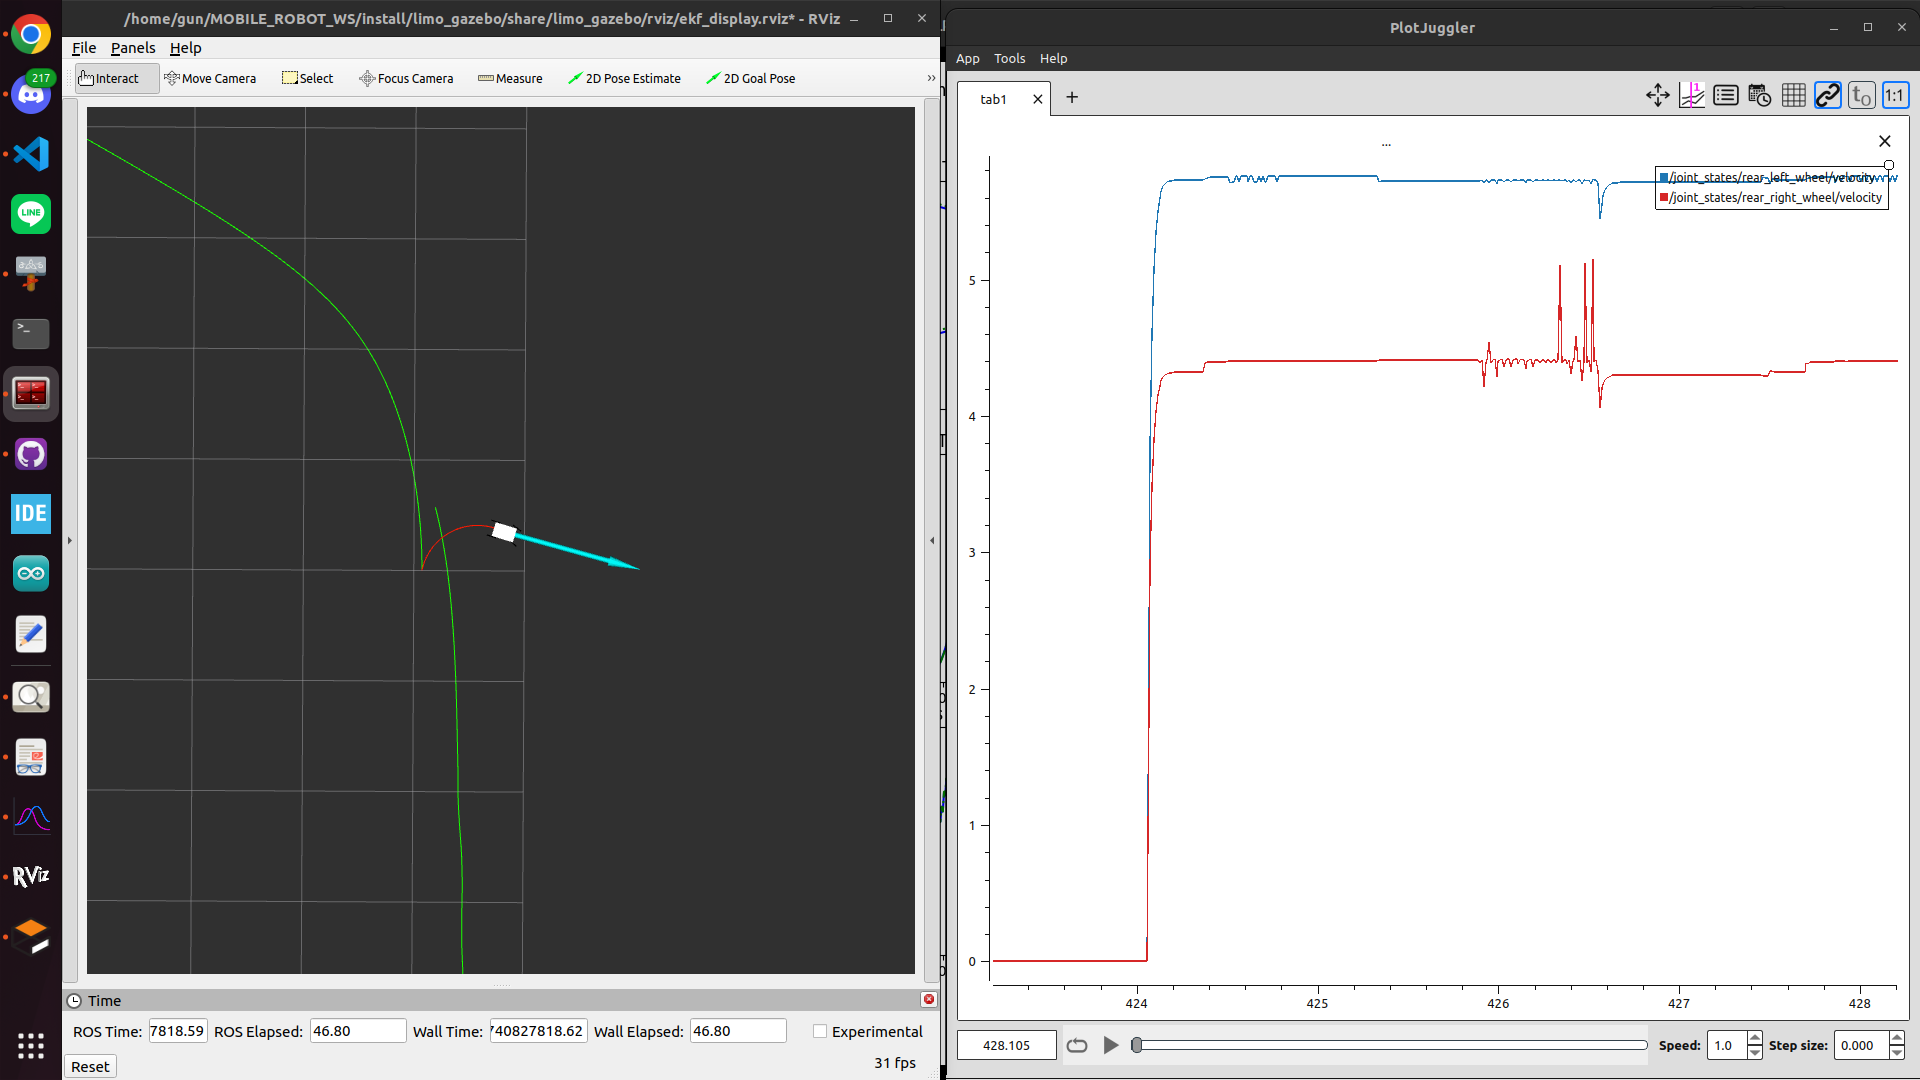 /home/gun/MOBILE_ROBOT_WS/install/limo_gazebo/share/limo_gazebo/rviz/ekf_display.rviz* - RViz
File Panels Help
Interact Move Camera Select Focus Camera Measure 2D Pose Estimate 2D Goal Pose »
217
LINE
>_
IDE
RViz
Time
ROS Time: 7818.59 ROS Elapsed: 46.80 Wall Time: 740827818.62 Wall Elapsed: 46.80 Experimental
Reset 31 fps
PlotJuggler
App Tools Help
tab1 +
1:1
...
/joint_states/rear_left_wheel/velocity
/joint_states/rear_right_wheel/velocity
5
4
3
2
1
0
424 425 426 427 428
428.105 Speed: 1.0 Step size: 0.000